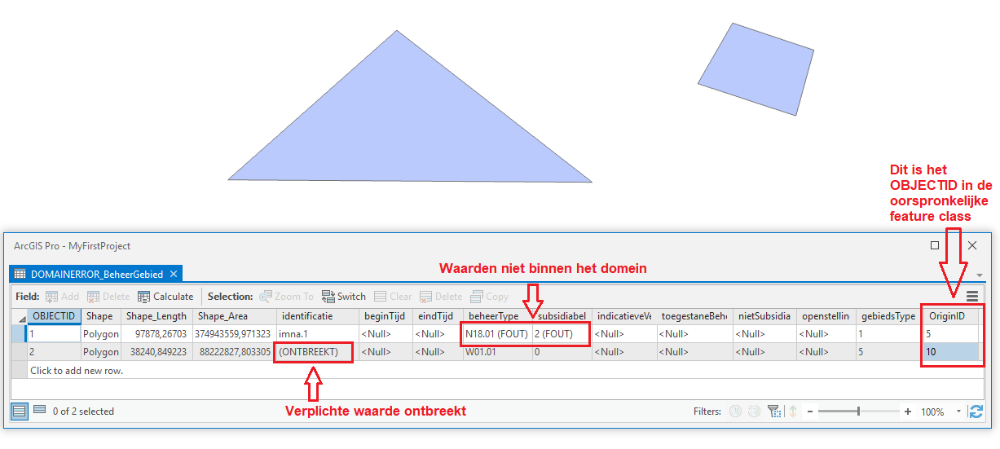 Dit is het
OBJECTID in de
oorspronkelijke
feature class
ArcGIS Pro - MyFirstProject
DOMAINERROR_BeheerGebied
Waarden niet binnen het domein
Field: Add Delete Calculate Selection: Zoom To Switch Clear Delete Copy
OBJECTID Shape Shape_Length Shape_Area identificatie beginTijd eindTijd beheerType subsidiabel indicatieveVe toegestaneBehe nietSubsidia openstellin gebiedsType OriginID
1 Polygon 97878,26703 374943559,971323 imna.1 <Null> <Null> N18.01 (FOUT) 2 (FOUT) <Null> <Null> <Null> <Null> 1 5
2 Polygon 38240,849223 88222827,803305 (ONTBREEKT) <Null> <Null> W01.01 0 <Null> <Null> <Null> <Null> 5 10
Click to add new row.
Verplichte waarde ontbreekt
0 of 2 selected Filters: 100%